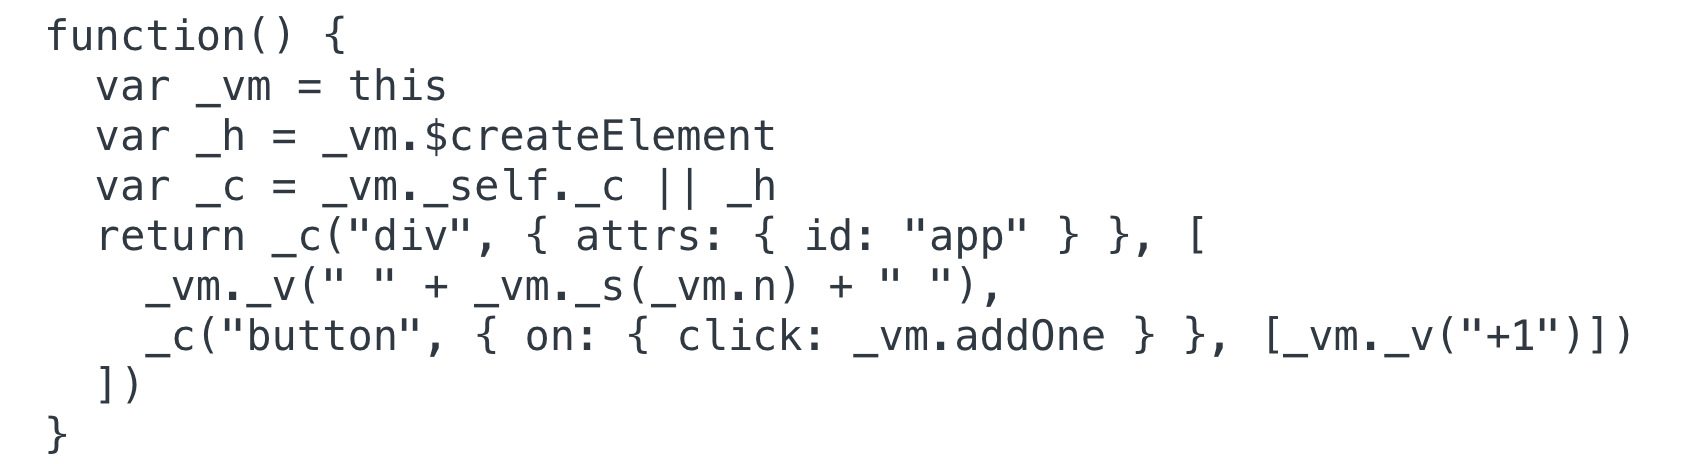 function() {
  var _vm = this
  var _h = _vm.$createElement
  var _c = _vm._self._c || _h
  return _c("div", { attrs: { id: "app" } }, [
    _vm._v(" " + _vm._s(_vm.n) + " "),
    _c("button", { on: { click: _vm.addOne } }, [_vm._v("+1")])
  ])
}